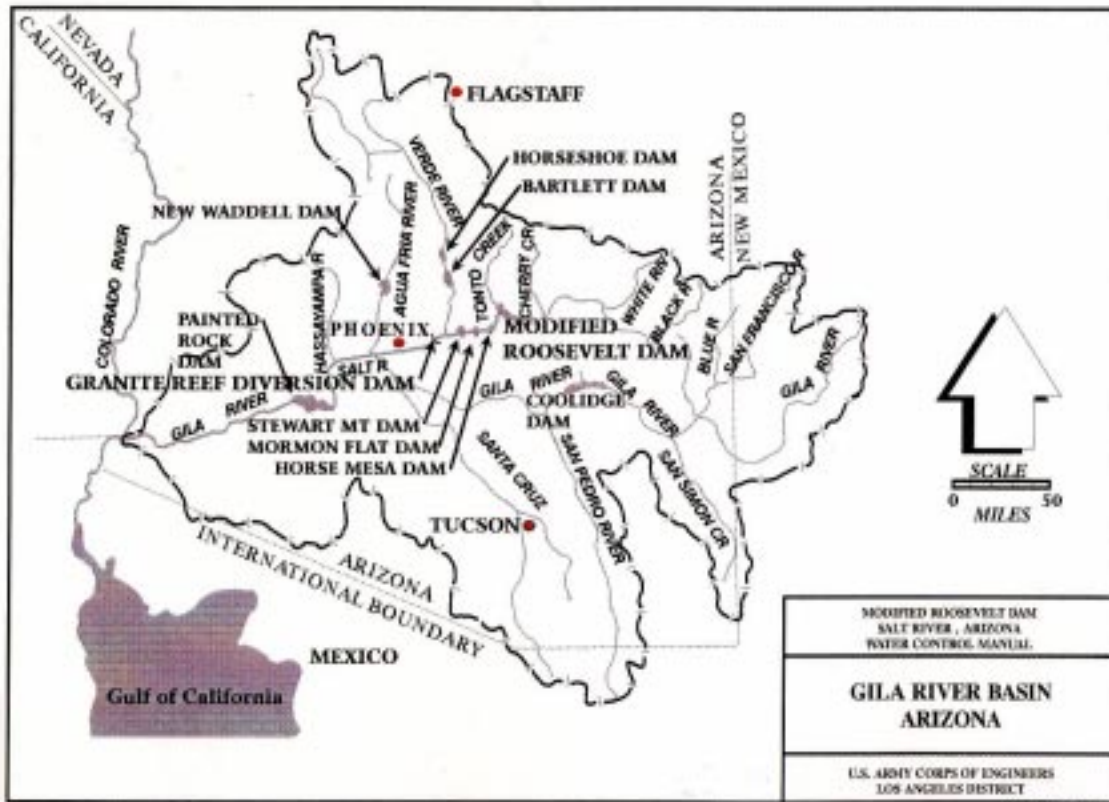 NEVADA
CALIFORNIA
FLAGSTAFF
VERDE RIVER
HORSESHOE DAM
BARTLETT DAM
NEW WADDELL DAM
AGUA FRIA RIVER
TONTO CREEK
CHERRY CR
ARIZONA
NEW MEXICO
COLORADO RIVER
HASSAYAMPA R
WHITE RIV
BLACK R
BLUE R
SAN FRANCISICO R
GILA RIVER
PAINTED
ROCK
DAM
PHOENIX
SALT R
MODIFIED
ROOSEVELT DAM
GRANITE REEF DIVERSION DAM
GILA RIVER
GILA RIVER
COOLIDGE
DAM
GILA RIVER
STEWART MT DAM
MORMON FLAT DAM
HORSE MESA DAM
SANTA CRUZ
SAN PEDRO RIVER
SAN SIMON CR
TUCSON
SCALE
0 50
MILES
ARIZONA
INTERNATIONAL BOUNDARY
MEXICO
Gulf of California
MODIFIED ROOSEVELT DAM
SALT RIVER , ARIZONA
WATER CONTROL MANUAL
GILA RIVER BASIN
ARIZONA
U.S. ARMY CORPS OF ENGINEERS
LOS ANGELES DISTRICT